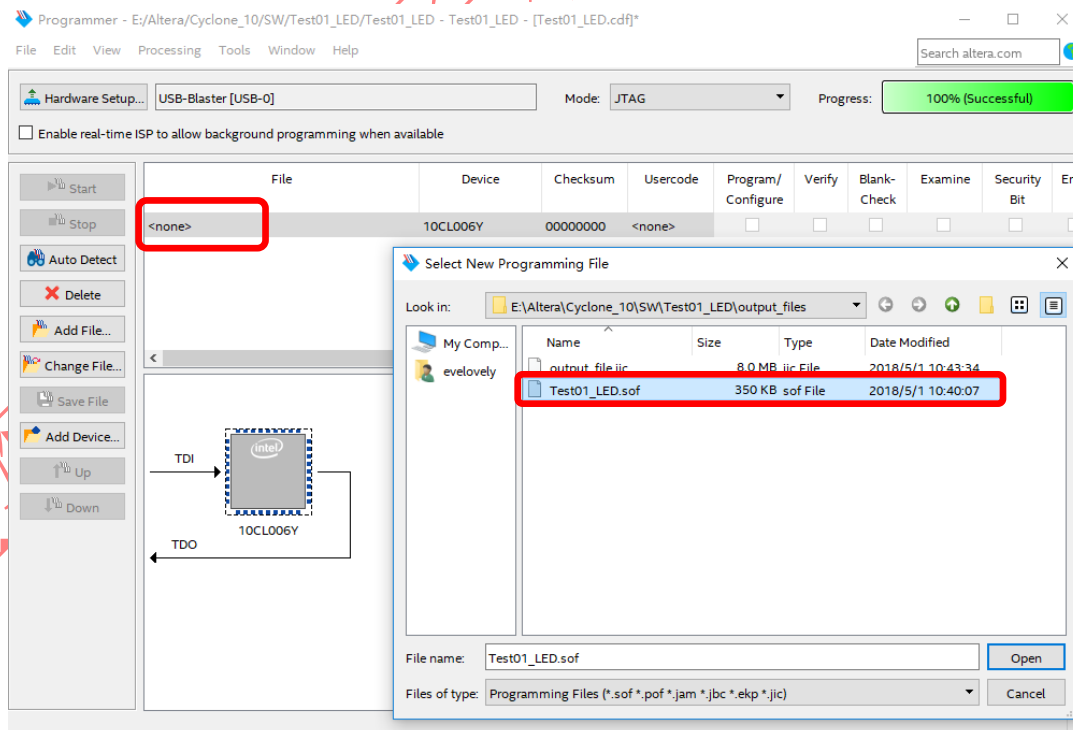 Programmer - E:/Altera/Cyclone_10/SW/Test01_LED/Test01_LED - Test01_LED - [Test01_LED.cdf]*
File Edit View Processing Tools Window Help
Search altera.com
Hardware Setup... USB-Blaster [USB-0] Mode: JTAG Progress: 100% (Successful)
Enable real-time ISP to allow background programming when available
Start
Stop
Auto Detect
Delete
Add File...
Change File...
Save File
Add Device...
Up
Down
File Device Checksum Usercode Program/ Configure Verify Blank- Check Examine Security Bit Er
<none> 10CL006Y 00000000 <none>
TDI
intel
10CL006Y
TDO
Select New Programming File
Look in: E:\Altera\Cyclone_10\SW\Test01_LED\output_files
My Comp...
evelovely
Name Size Type Date Modified
output_file.jic 8.0 MB jic File 2018/5/1 10:43:34
Test01_LED.sof 350 KB sof File 2018/5/1 10:40:07
File name: Test01_LED.sof Open
Files of type: Programming Files (*.sof *.pof *.jam *.jbc *.ekp *.jic) Cancel